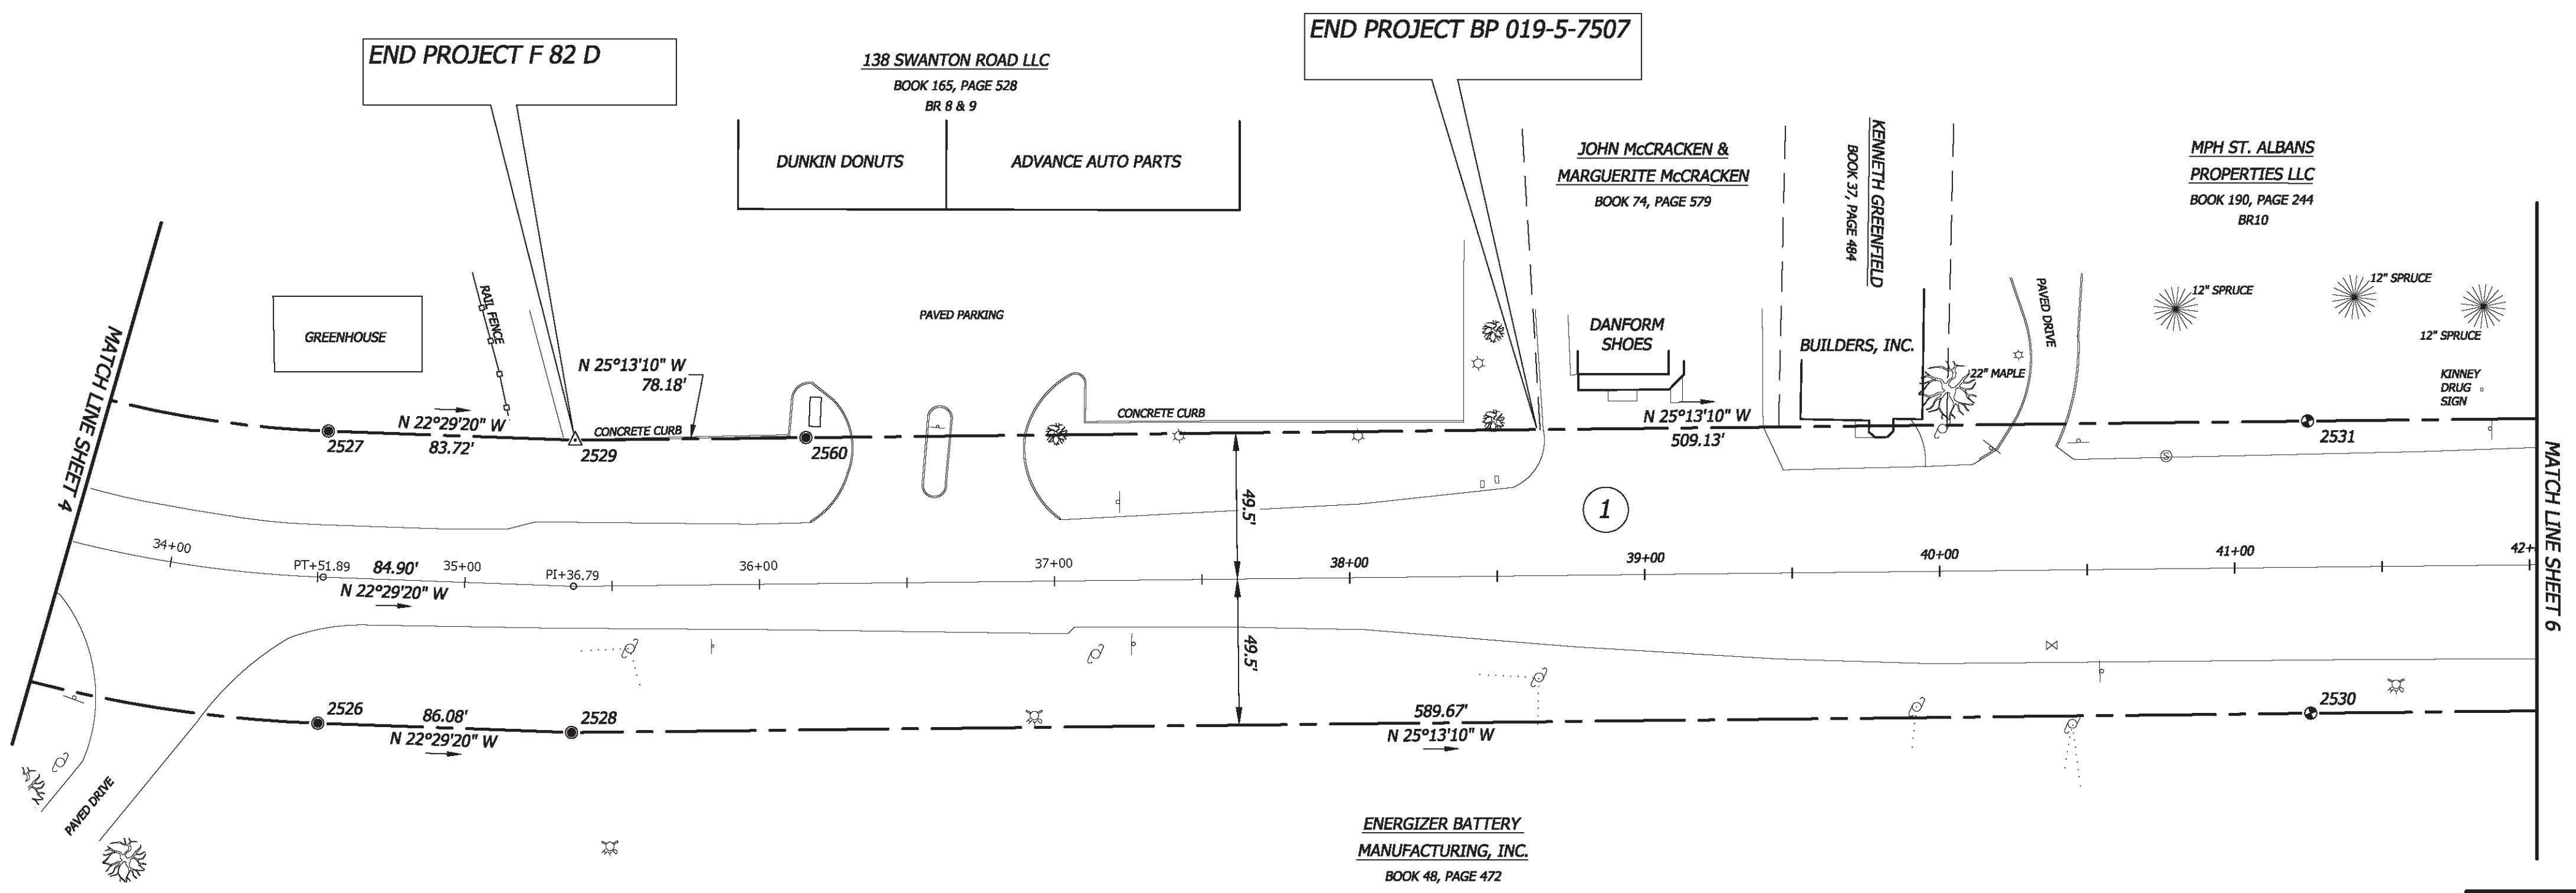 END PROJECT F 82 D
138 SWANTON ROAD LLC
BOOK 165, PAGE 528
BR 8 & 9
END PROJECT BP 019-5-7507
DUNKIN DONUTS
ADVANCE AUTO PARTS
JOHN McCRACKEN &
MARGUERITE McCRACKEN
BOOK 74, PAGE 579
KENNETH GREENFIELD
BOOK 37, PAGE 484
MPH ST. ALBANS
PROPERTIES LLC
BOOK 190, PAGE 244
BR10
MATCH LINE SHEET 4
GREENHOUSE
RAIL FENCE
PAVED PARKING
DANFORM
SHOES
BUILDERS, INC.
22" MAPLE
PAVED DRIVE
12" SPRUCE
12" SPRUCE
12" SPRUCE
KINNEY
DRUG
SIGN
N 25°13'10" W
78.18'
N 22°29'20" W
83.72'
2527
2529
CONCRETE CURB
2560
CONCRETE CURB
N 25°13'10" W
509.13'
2531
49.5'
1
MATCH LINE SHEET 6
34+00
PT+51.89
84.90'
N 22°29'20" W
35+00
PI+36.79
36+00
37+00
38+00
39+00
40+00
41+00
42+
49.5'
2526
86.08'
N 22°29'20" W
2528
589.67'
N 25°13'10" W
2530
PAVED DRIVE
ENERGIZER BATTERY
MANUFACTURING, INC.
BOOK 48, PAGE 472
S